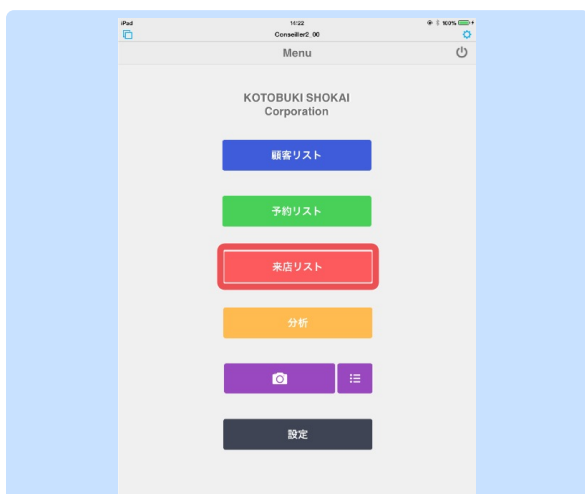 iPad
14:22
100%
Conseiller2_00
Menu
KOTOBUKI SHOKAI
Corporation
顧客リスト
予約リスト
来店リスト
分析
設定